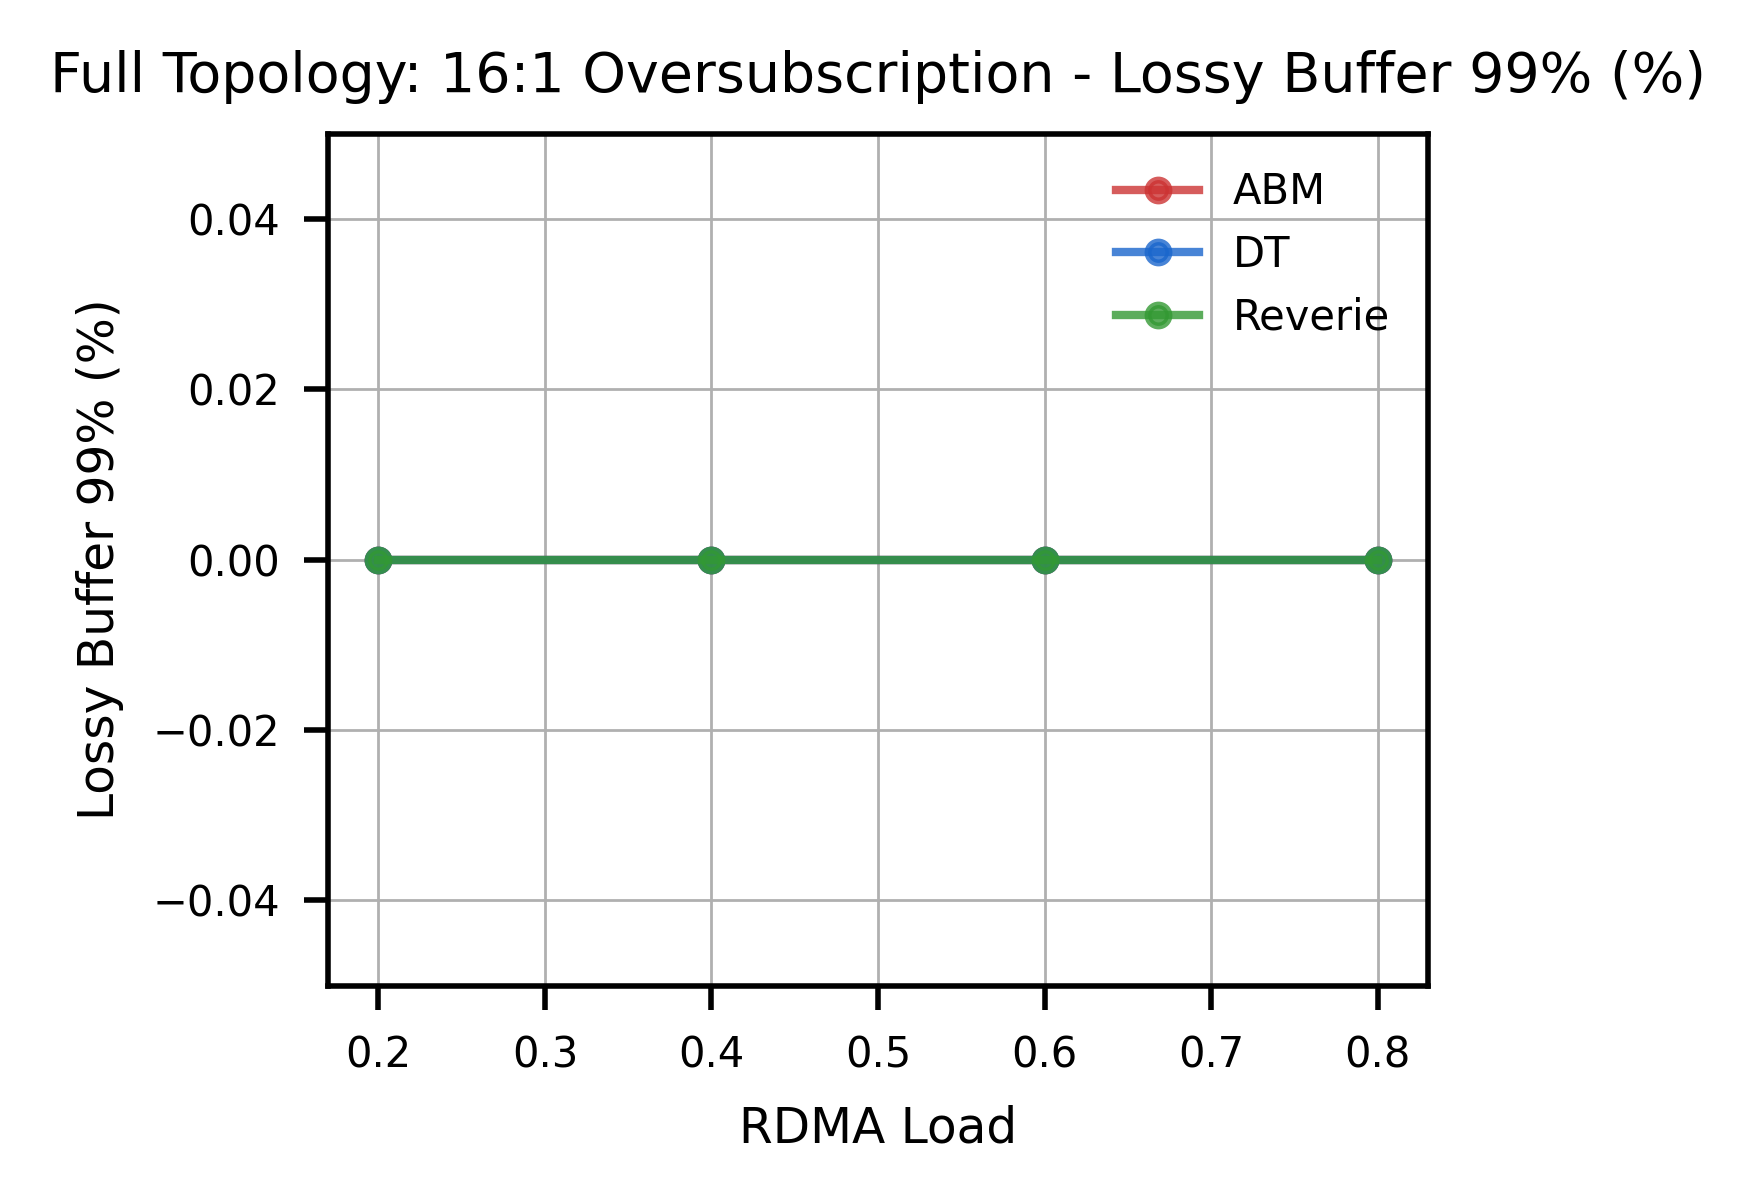 Full Topology: 16:1 Oversubscription - Lossy Buffer 99% (%)
ABM
DT
Reverie
Lossy Buffer 99% (%)
0.04
0.02
0.00
−0.02
−0.04
0.2 0.3 0.4 0.5 0.6 0.7 0.8
RDMA Load